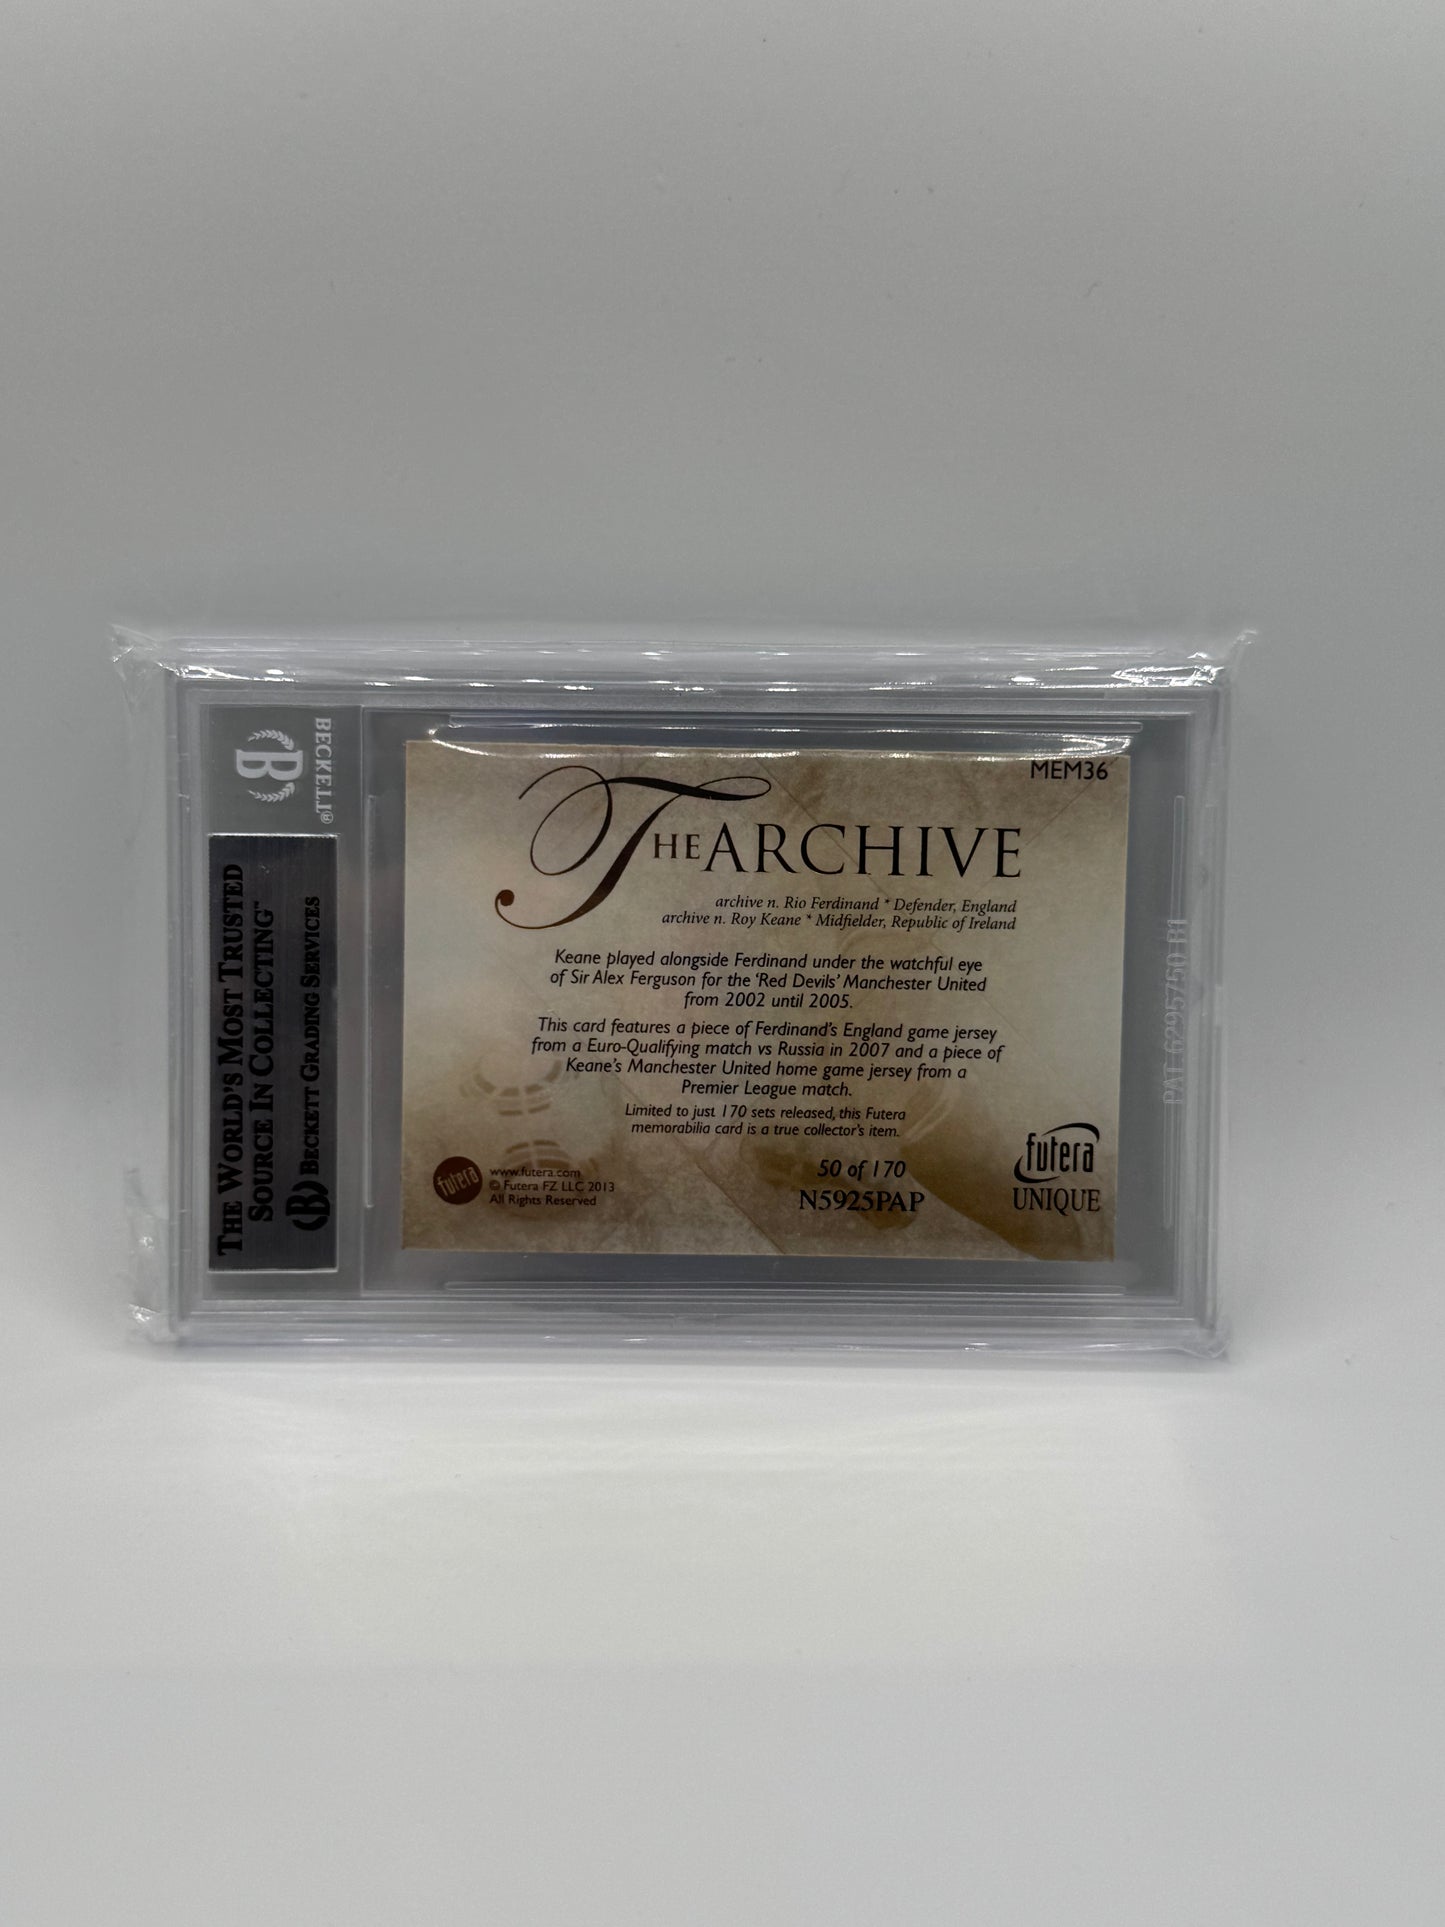 BECKETT®
B
THE WORLD'S MOST TRUSTED
SOURCE IN COLLECTING™
B BECKETT GRADING SERVICES
MEM36
THE ARCHIVE
archive n. Rio Ferdinand * Defender, England
archive n. Roy Keane * Midfielder, Republic of Ireland
Keane played alongside Ferdinand under the watchful eye
of Sir Alex Ferguson for the 'Red Devils' Manchester United
from 2002 until 2005.
This card features a piece of Ferdinand's England game jersey
from a Euro-Qualifying match vs Russia in 2007 and a piece of
Keane's Manchester United home game jersey from a
Premier League match.
Limited to just 170 sets released, this Futera
memorabilia card is a true collector's item.
50 of 170
N5925PAP
futera
www.futera.com
© Futera FZ LLC 2013
All Rights Reserved
futera
UNIQUE
PAT 6295750 B1